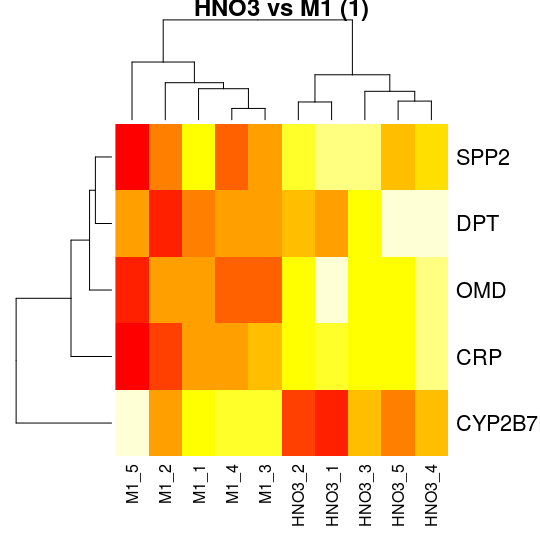 HNO3 vs M1 (1)
SPP2
DPT
OMD
CRP
CYP2B7
M1_5
M1_2
M1_1
M1_4
M1_3
HNO3_2
HNO3_1
HNO3_3
HNO3_5
HNO3_4